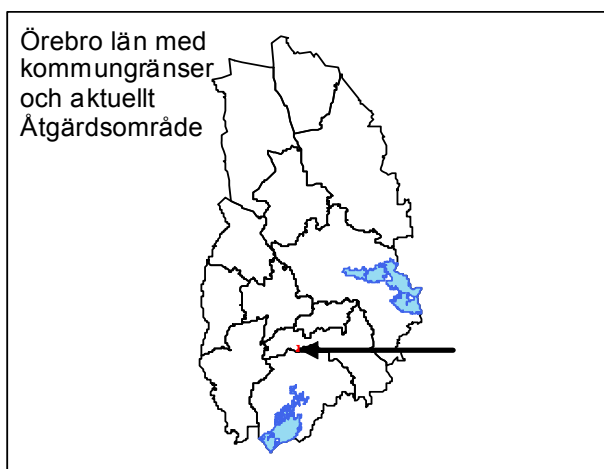 Örebro län med
kommungränser
och aktuellt
Åtgärdsområde